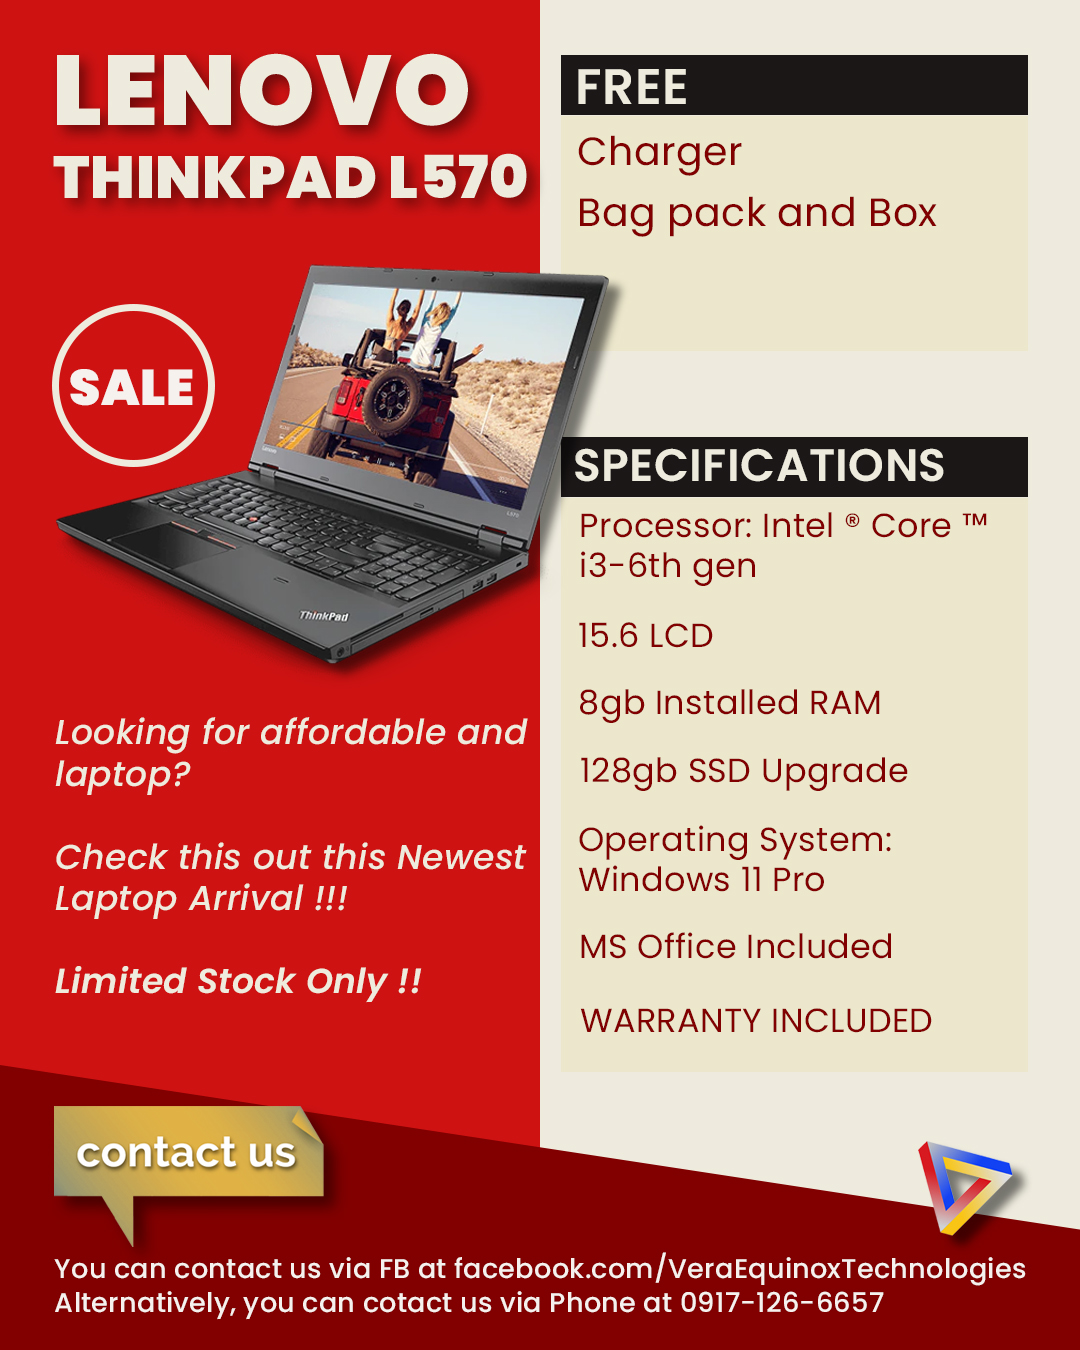 LENOVO
THINKPAD L570
SALE
ThinkPad
Looking for affordable and
laptop?
Check this out this Newest
Laptop Arrival !!!
Limited Stock Only !!
FREE
Charger
Bag pack and Box
SPECIFICATIONS
Processor: Intel ® Core ™
i3-6th gen
15.6 LCD
8gb Installed RAM
128gb SSD Upgrade
Operating System:
Windows 11 Pro
MS Office Included
WARRANTY INCLUDED
contact us
You can contact us via FB at facebook.com/VeraEquinoxTechnologies
Alternatively, you can cotact us via Phone at 0917-126-6657